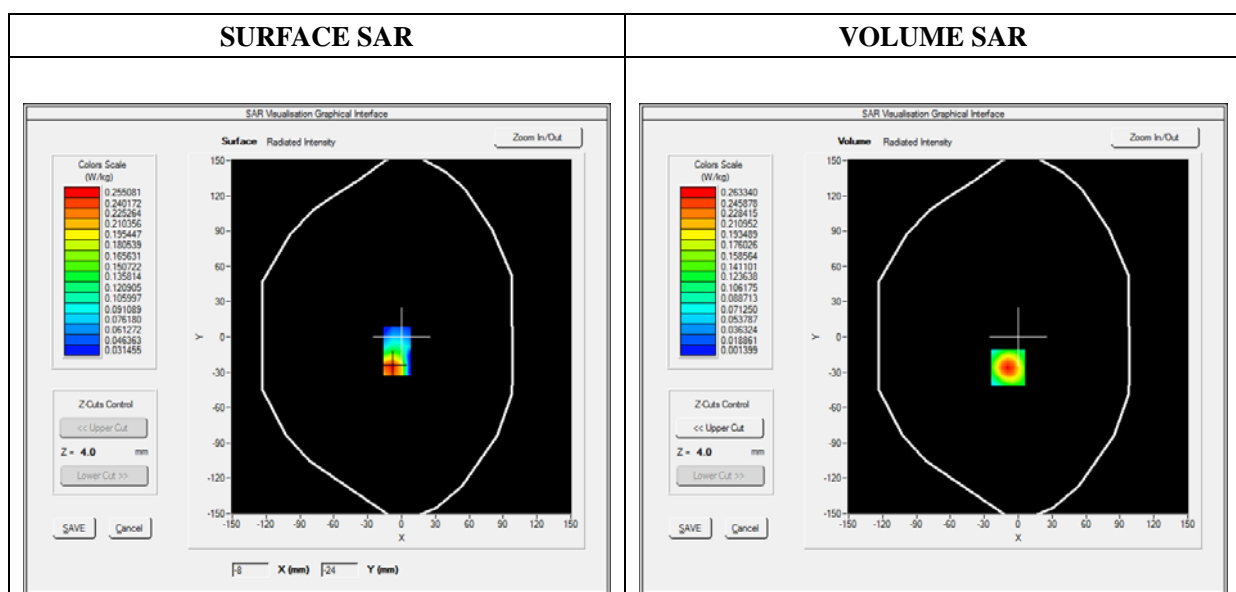 SURFACE SAR
VOLUME SAR
SAR Visualisation Graphical Interface
Surface Radiated Intensity
Zoom In/Out
Colors Scale
(W/kg)
0.255081
0.240172
0.225264
0.210356
0.195447
0.180539
0.165631
0.150722
0.135814
0.120905
0.105997
0.091089
0.076180
0.061272
0.046363
0.031455
150
120
90
60
30
0
-30
-60
-90
-120
-150
Y
-150 -120 -90 -60 -30 0 30 60 90 120 150
X
Z-Cuts Control
<< Upper Cut
Z = 4.0 mm
Lower Cut >>
SAVE Cancel
-8 X (mm) -24 Y (mm)
SAR Visualisation Graphical Interface
Volume Radiated Intensity
Zoom In/Out
Colors Scale
(W/kg)
0.263340
0.245878
0.228415
0.210952
0.193489
0.176026
0.158564
0.141101
0.123638
0.106175
0.088713
0.071250
0.053787
0.036324
0.018861
0.001399
150
120
90
60
30
0
-30
-60
-90
-120
-150
Y
-150 -120 -90 -60 -30 0 30 60 90 120 150
X
Z-Cuts Control
<< Upper Cut
Z = 4.0 mm
Lower Cut >>
SAVE Cancel